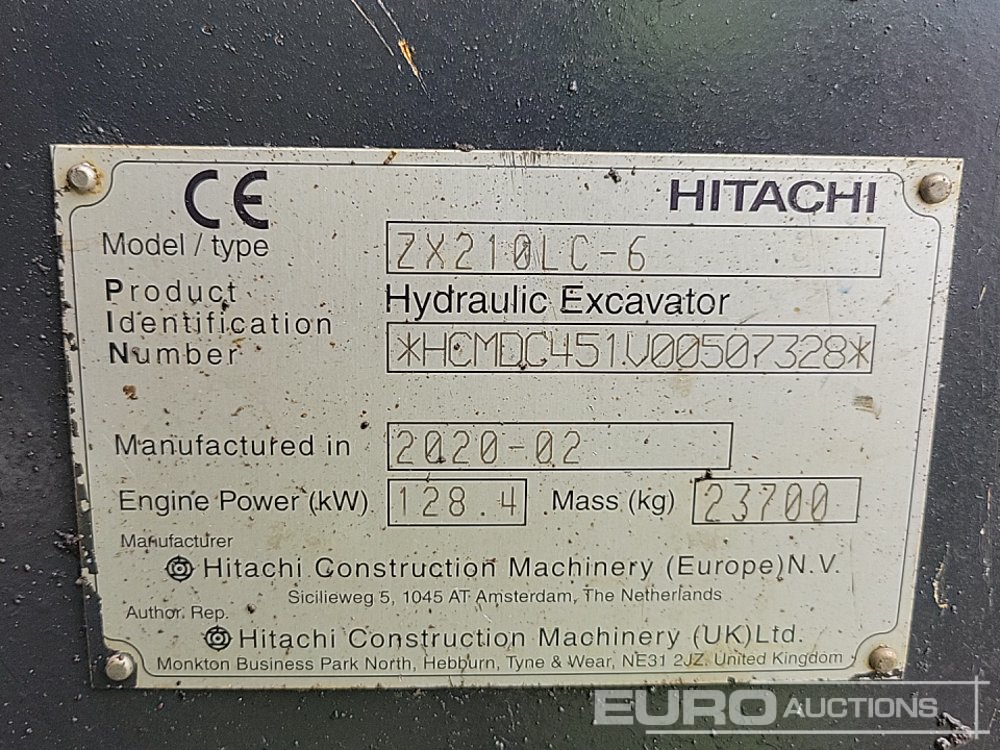 CE HITACHI
Model / type ZX210LC-6
Product Hydraulic Excavator
Identification
Number *HCMDC451V00507328*
Manufactured in 2020-02
Engine Power (kW) 128.4 Mass (kg) 23700
Manufacturer
Hitachi Construction Machinery (Europe) N.V.
Sicilieweg 5, 1045 AT Amsterdam, The Netherlands
Author. Rep.
Hitachi Construction Machinery (UK) Ltd.
Monkton Business Park North, Hebburn, Tyne & Wear, NE31 2JZ. United Kingdom
EURO AUCTIONS